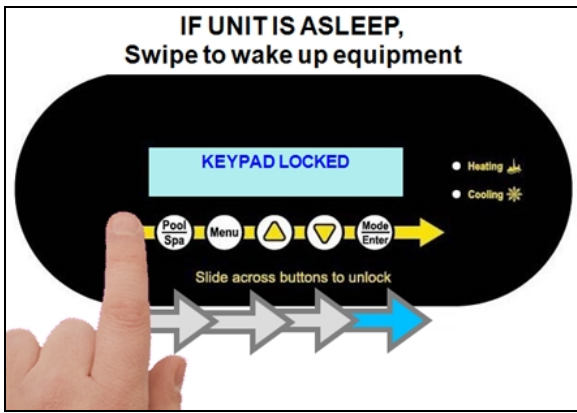 IF UNIT IS ASLEEP,
Swipe to wake up equipment
KEYPAD LOCKED
Heating
Cooling
Pool
Spa
Menu
Mode
Enter
Slide across buttons to unlock